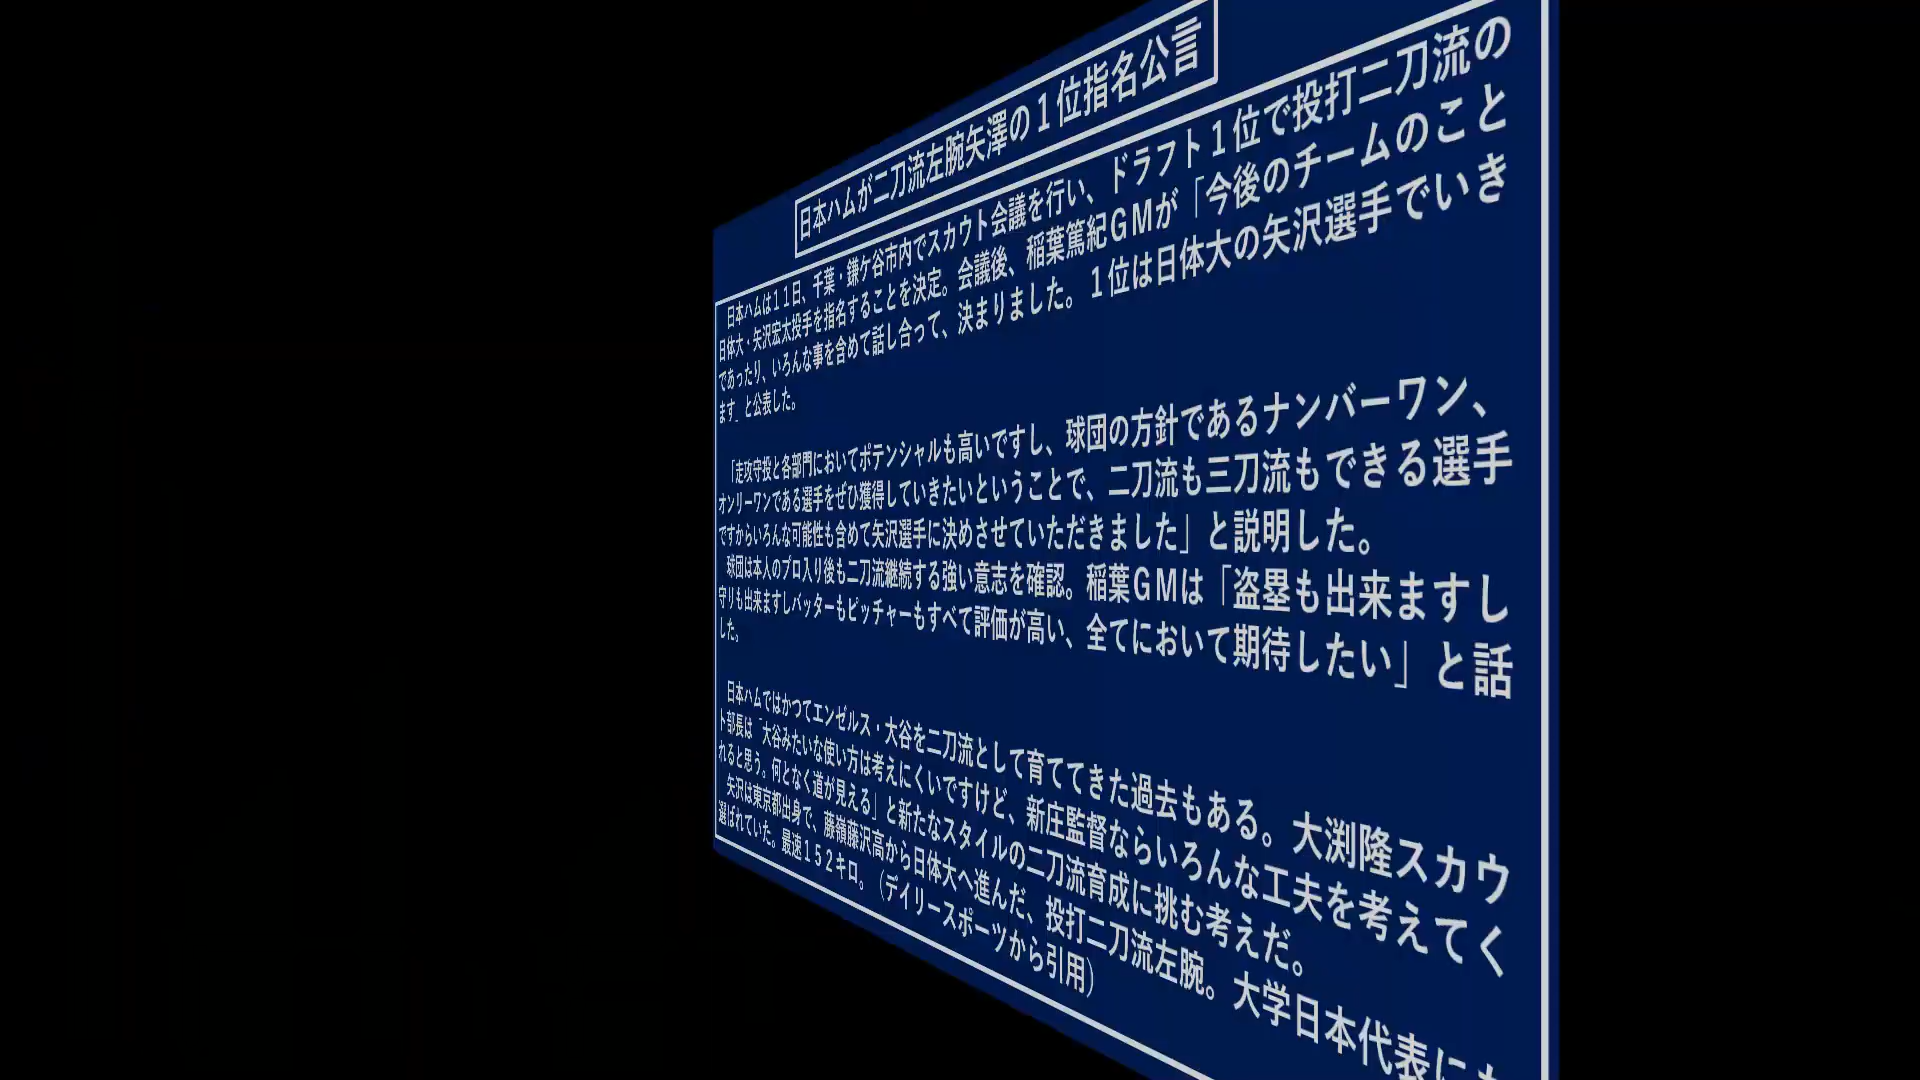 日本ハムが二刀流左腕矢澤の１位指名公言
日本ハムは１１日、千葉・鎌ケ谷市内でスカウト会議を行い、ドラフト１位で投打二刀流の
日体大・矢沢宏太投手を指名することを決定。会議後、稲葉篤紀ＧＭが「今後のチームのこと
であったり、いろんな事を含めて話し合って、決まりました。１位は日体大の矢沢選手でいき
ます」と公表した。
「走攻守投と各部門においてポテンシャルも高いですし、球団の方針であるナンバーワン、
オンリーワンである選手をぜひ獲得していきたいということで、二刀流も三刀流もできる選手
ですからいろんな可能性も含めて矢沢選手に決めさせていただきました」と説明した。
球団は本人のプロ入り後も二刀流継続する強い意志を確認。稲葉ＧＭは「盗塁も出来ますし
守りも出来ますしバッターもピッチャーもすべて評価が高い、全てにおいて期待したい」と話
した。
日本ハムではかつてエンゼルス・大谷を二刀流として育ててきた過去もある。大渕隆スカウ
ト部長は「大谷みたいな使い方は考えにくいですけど、新庄監督ならいろんな工夫を考えてく
れると思う。何となく道が見える」と新たなスタイルの二刀流育成に挑む考えだ。
矢沢は東京都出身で、藤嶺藤沢高から日体大へ進んだ、投打二刀流左腕。大学日本代表にも
選ばれていた。最速１５２キロ。（デイリースポーツから引用）